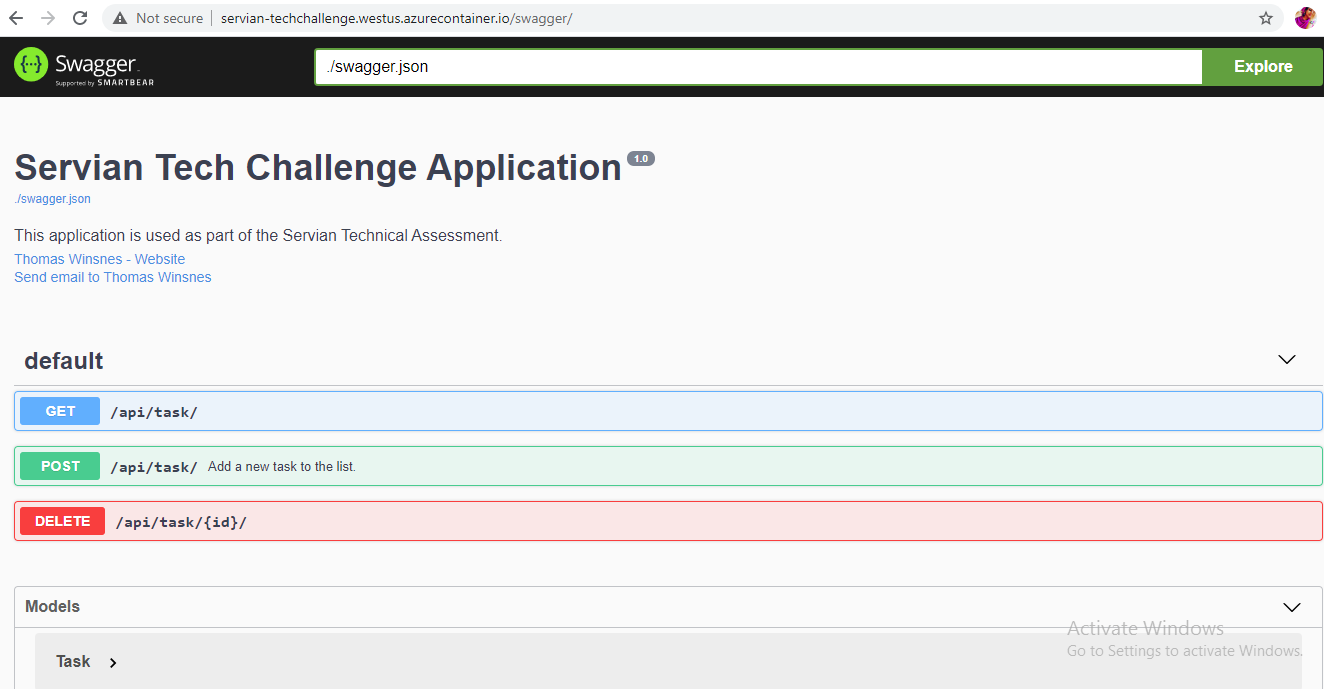 Not secure | servian-techchallenge.westus.azurecontainer.io/swagger/
{···} Swagger
Supported by SMARTBEAR
./swagger.json
Explore
Servian Tech Challenge Application 1.0
./swagger.json
This application is used as part of the Servian Technical Assessment.
Thomas Winsnes - Website
Send email to Thomas Winsnes
default
GET /api/task/
POST /api/task/ Add a new task to the list.
DELETE /api/task/{id}/
Models
Task
Activate Windows
Go to Settings to activate Windows.